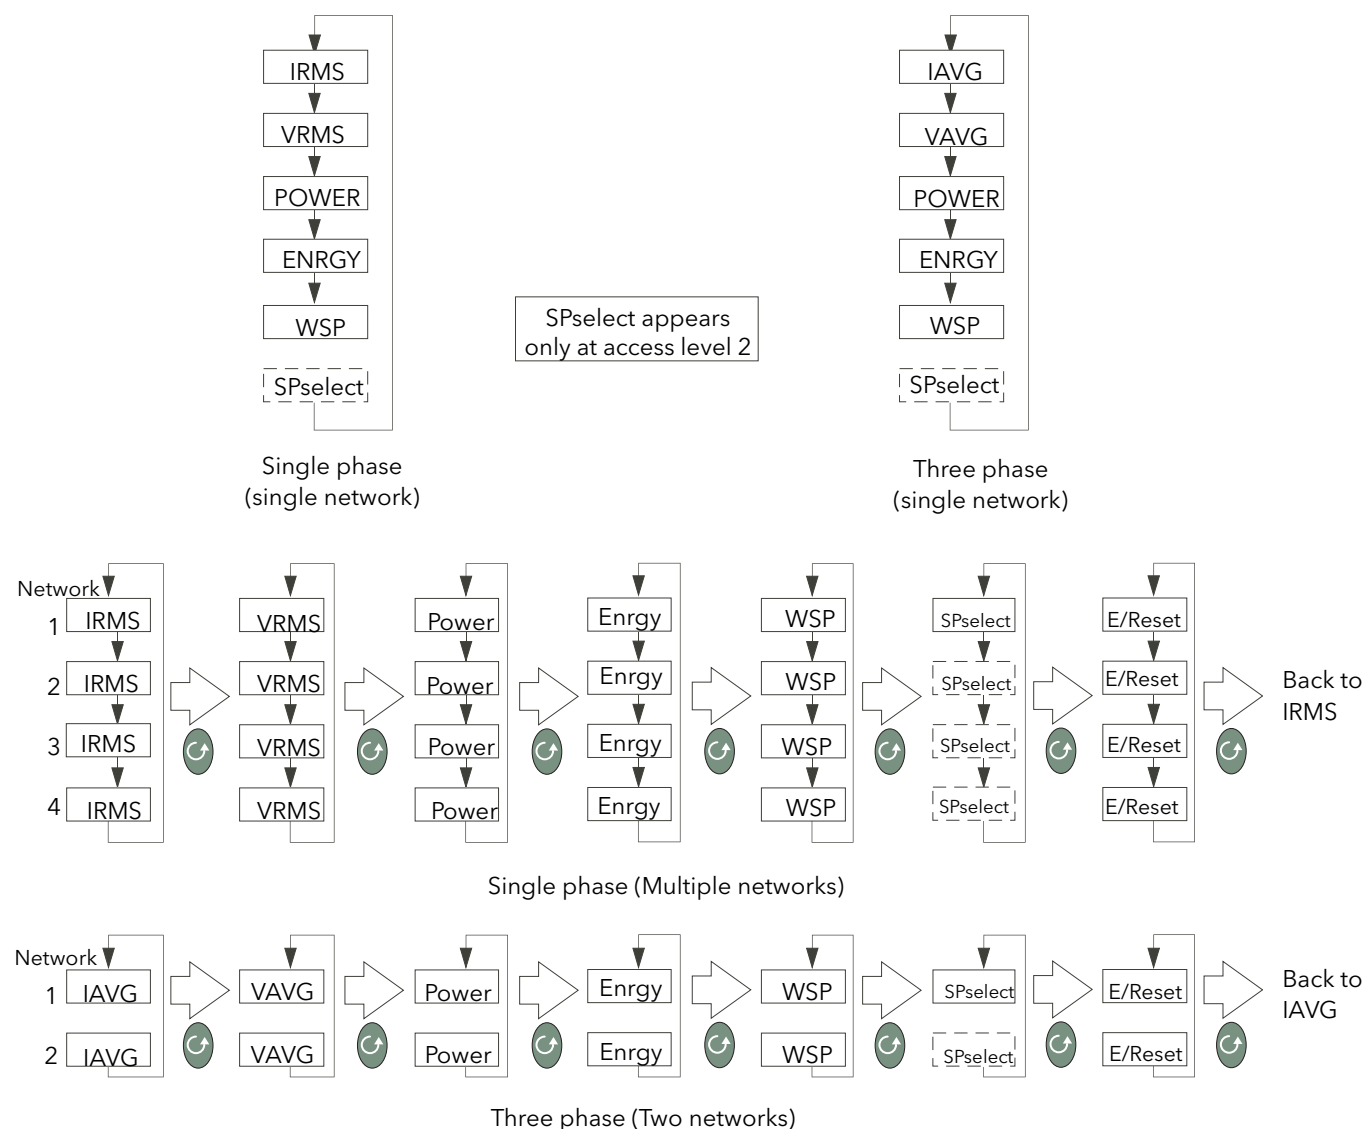 IRMS
VRMS
POWER
ENRGY
WSP
SPselect
Single phase
(single network)
SPselect appears
only at access level 2
IAVG
VAVG
POWER
ENRGY
WSP
SPselect
Three phase
(single network)
Network
1 IRMS VRMS Power Enrgy WSP SPselect E/Reset
2 IRMS VRMS Power Enrgy WSP SPselect E/Reset
Back to
IRMS
3 IRMS VRMS Power Enrgy WSP SPselect E/Reset
4 IRMS VRMS Power Enrgy WSP SPselect E/Reset
Single phase (Multiple networks)
Network
1 IAVG VAVG Power Enrgy WSP SPselect E/Reset
Back to
IAVG
2 IAVG VAVG Power Enrgy WSP SPselect E/Reset
Three phase (Two networks)